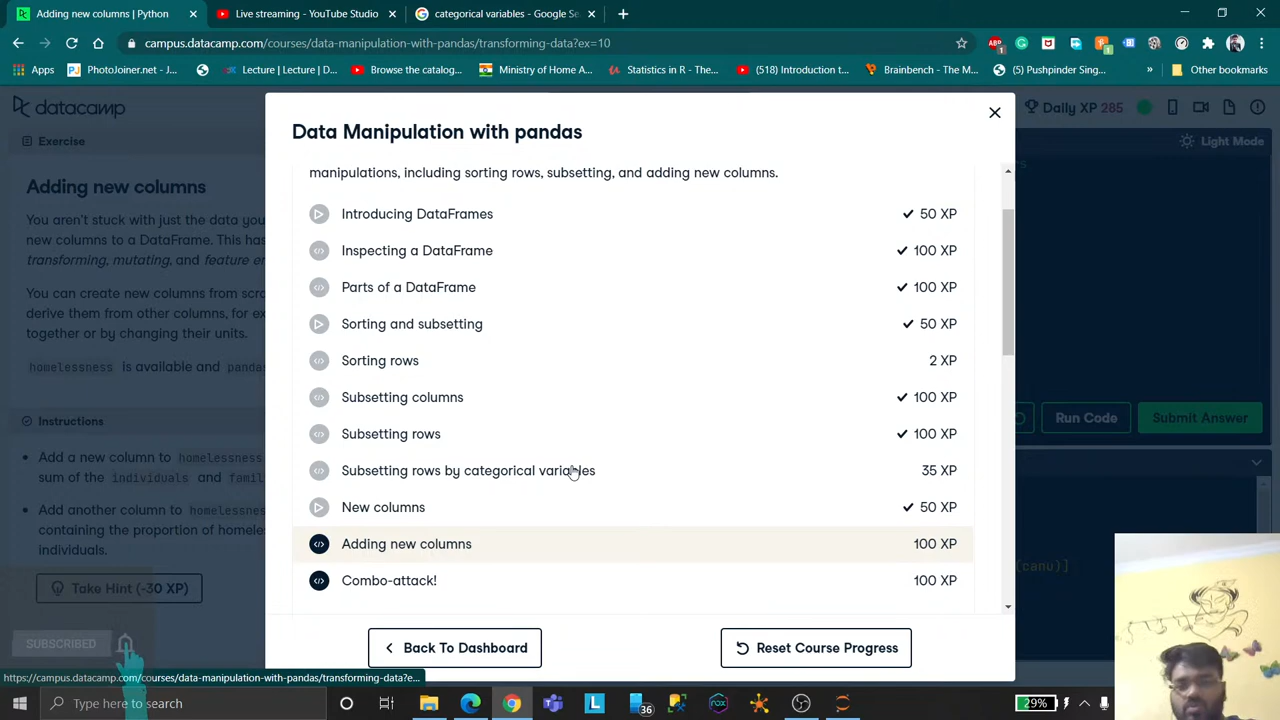 Adding new columns | Python
Live streaming - YouTube Studio
categorical variables - Google Se
campus.datacamp.com/courses/data-manipulation-with-pandas/transforming-data?ex=10
Apps
PhotoJoiner.net - J...
Lecture | Lecture | D...
Browse the catalog...
Ministry of Home A...
Statistics in R - The...
(518) Introduction t...
Brainbench - The M...
(5) Pushpinder Sing...
»
Other bookmarks
datacamp
Daily XP 285
Exercise
Light Mode
Adding new columns
You aren't stuck with just the data you
new columns to a DataFrame. This has
transforming, mutating, and feature en
You can create new columns from scra
derive them from other columns, for ex
together or by changing their units.
homelessness is available and pandas
Instructions
Add a new column to homelessness
sum of the individuals and famil
Add another column to homelessnes
containing the proportion of homele
individuals.
Take Hint (-30 XP)
SUBSCRIBED
Run Code
Submit Answer
(canu)]
Data Manipulation with pandas
manipulations, including sorting rows, subsetting, and adding new columns.
Introducing DataFrames 50 XP
Inspecting a DataFrame 100 XP
Parts of a DataFrame 100 XP
Sorting and subsetting 50 XP
Sorting rows 2 XP
Subsetting columns 100 XP
Subsetting rows 100 XP
Subsetting rows by categorical variables 35 XP
New columns 50 XP
Adding new columns 100 XP
Combo-attack! 100 XP
Back To Dashboard
Reset Course Progress
https://campus.datacamp.com/courses/data-manipulation-with-pandas/transforming-data?e...
Type here to search
36
29%